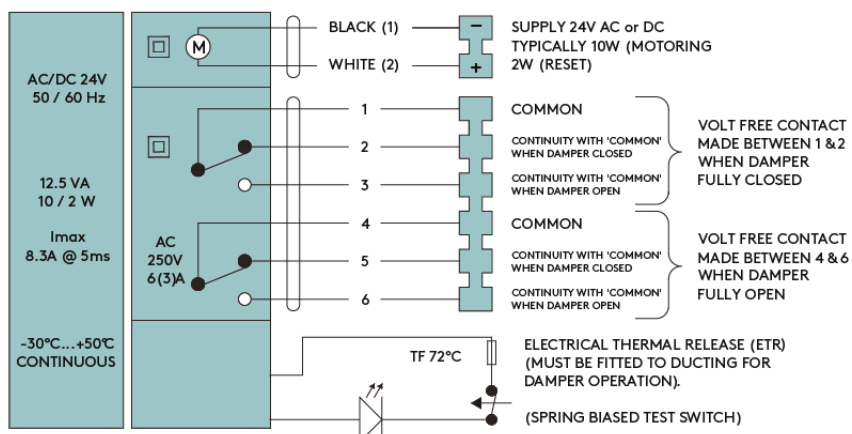 AC/DC 24V
50 / 60 Hz
12.5 VA
10 / 2 W
Imax
8.3A @ 5ms
-30°C...+50°C
CONTINUOUS
M
AC
250V
6(3)A
BLACK (1)
WHITE (2)
–
+
SUPPLY 24V AC or DC
TYPICALLY 10W (MOTORING
2W (RESET)
1
COMMON
2
CONTINUITY WITH 'COMMON'
WHEN DAMPER CLOSED
3
CONTINUITY WITH 'COMMON'
WHEN DAMPER OPEN
VOLT FREE CONTACT
MADE BETWEEN 1 & 2
WHEN DAMPER
FULLY CLOSED
4
COMMON
5
CONTINUITY WITH 'COMMON'
WHEN DAMPER CLOSED
6
CONTINUITY WITH 'COMMON'
WHEN DAMPER OPEN
VOLT FREE CONTACT
MADE BETWEEN 4 & 6
WHEN DAMPER
FULLY OPEN
TF 72°C
ELECTRICAL THERMAL RELEASE (ETR)
(MUST BE FITTED TO DUCTING FOR
DAMPER OPERATION).
(SPRING BIASED TEST SWITCH)